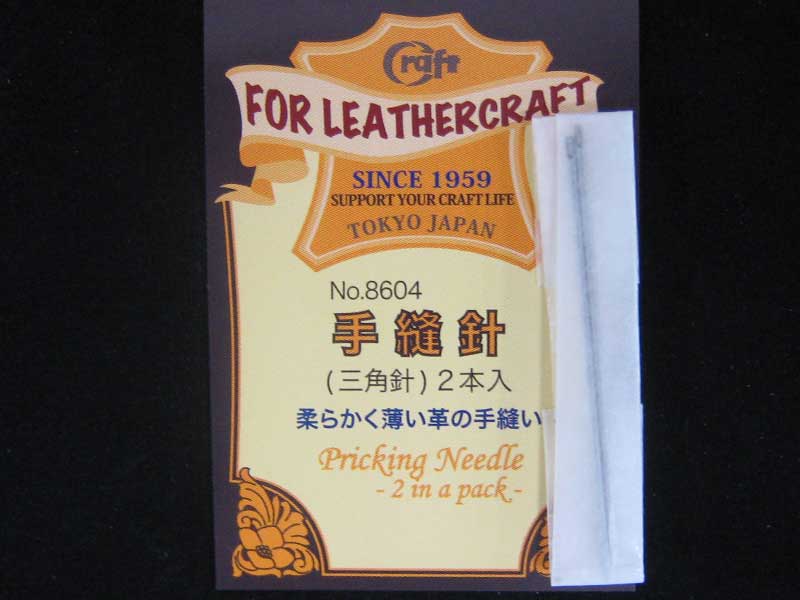 Craft
FOR LEATHERCRAFT
SINCE 1959
SUPPORT YOUR CRAFT LIFE
TOKYO JAPAN
No.8604
手縫針
(三角針)2本入
柔らかく薄い革の手縫い
Pricking Needle
- 2 in a pack -